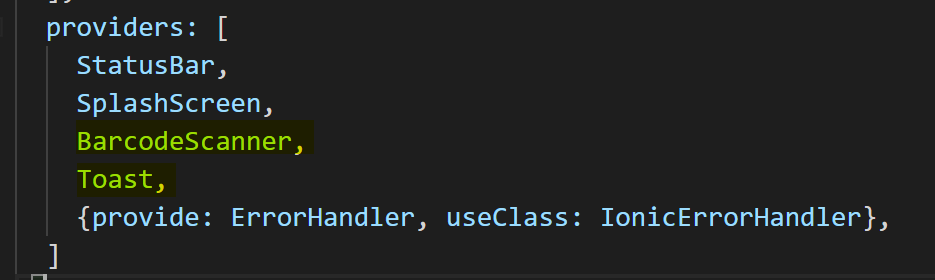 providers: [
StatusBar,
SplashScreen,
BarcodeScanner,
Toast,
{provide: ErrorHandler, useClass: IonicErrorHandler},
]